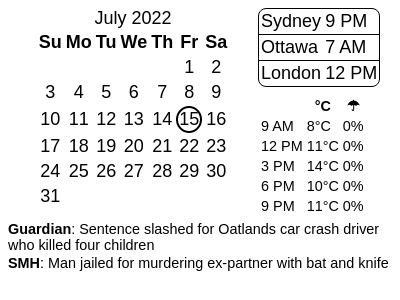 July 2022
Su Mo Tu We Th Fr Sa
1 2
3 4 5 6 7 8 9
10 11 12 13 14 15 16
17 18 19 20 21 22 23
24 25 26 27 28 29 30
31
Sydney 9 PM
Ottawa 7 AM
London 12 PM
°C ☂
9 AM 8°C 0%
12 PM 11°C 0%
3 PM 14°C 0%
6 PM 10°C 0%
9 PM 11°C 0%
Guardian: Sentence slashed for Oatlands car crash driver
who killed four children
SMH: Man jailed for murdering ex-partner with bat and knife